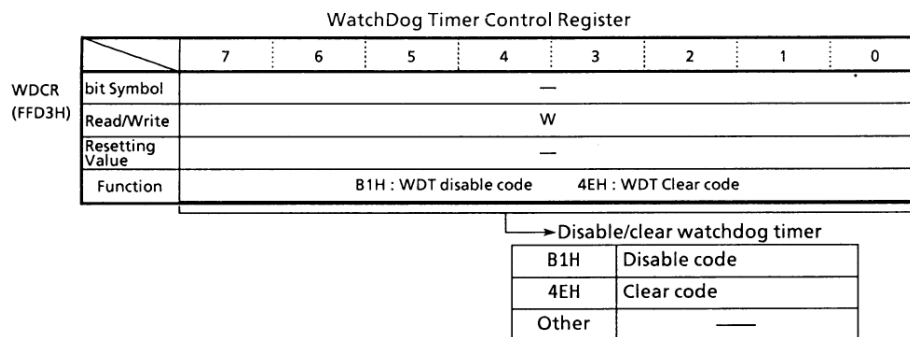 WatchDog Timer Control Register
7 6 5 4 3 2 1 0
WDCR
(FFD3H)
bit Symbol —
Read/Write W
Resetting
Value —
Function B1H : WDT disable code 4EH : WDT Clear code
Disable/clear watchdog timer
B1H Disable code
4EH Clear code
Other —